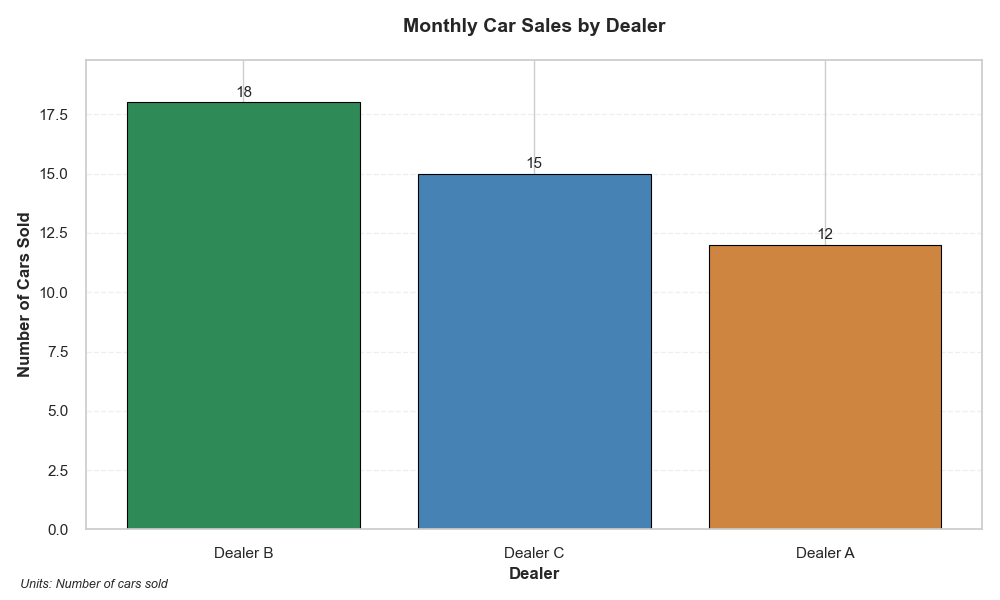 Monthly Car Sales by Dealer
Number of Cars Sold
17.5
15.0
12.5
10.0
7.5
5.0
2.5
0.0
18
15
12
Dealer B
Dealer C
Dealer A
Dealer
Units: Number of cars sold